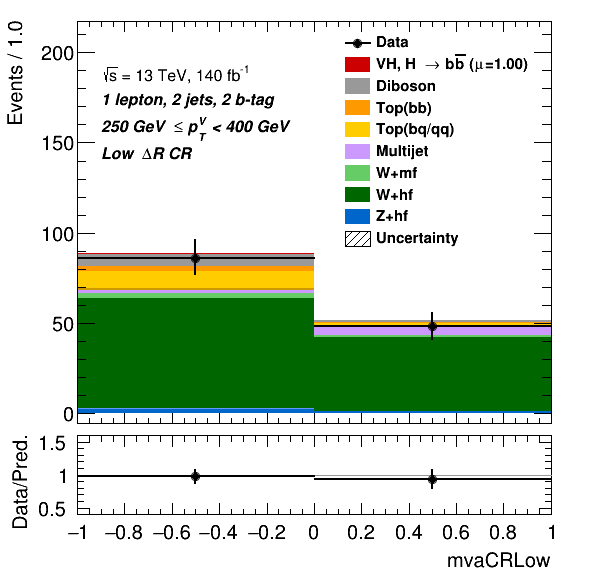 Events / 1.0
200
150
100
50
0
√s = 13 TeV, 140 fb-1
1 lepton, 2 jets, 2 b-tag
250 GeV ≤ pTV < 400 GeV
Low ΔR CR
Data
VH, H → bb̅ (μ=1.00)
Diboson
Top(bb)
Top(bq/qq)
Multijet
W+mf
W+hf
Z+hf
Uncertainty
Data/Pred.
1.5
1
0.5
−1 −0.8 −0.6 −0.4 −0.2 0 0.2 0.4 0.6 0.8 1
mvaCRLow